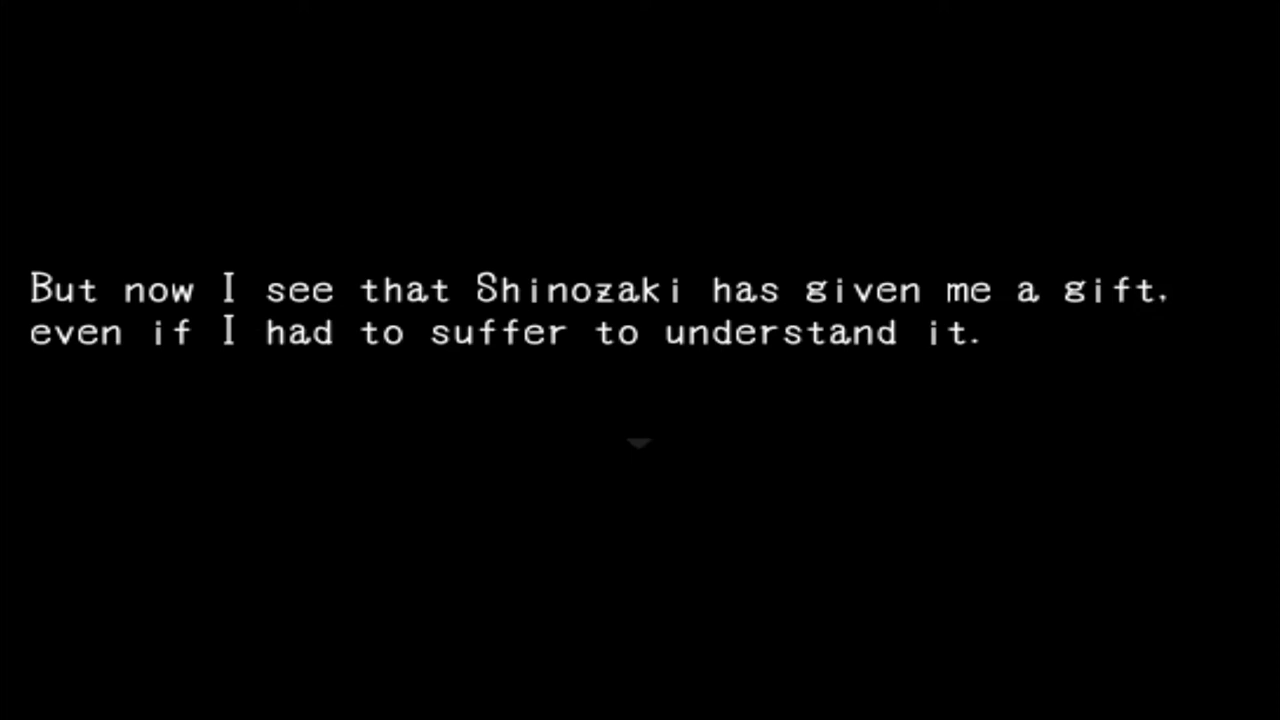 But now I see that Shinozaki has given me a gift,
even if I had to suffer to understand it.